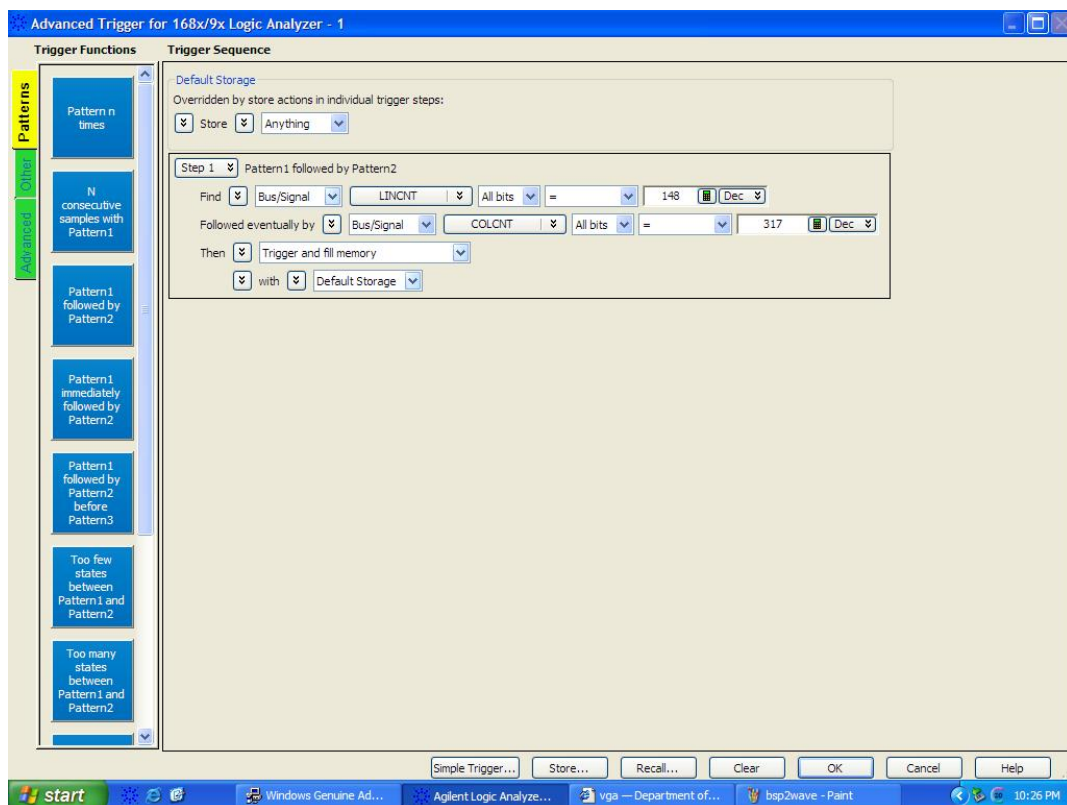 Advanced Trigger for 168x/9x Logic Analyzer - 1
Trigger Functions
Trigger Sequence
Patterns
Other
Advanced
Pattern n
times
N
consecutive
samples with
Pattern1
Pattern1
followed by
Pattern2
Pattern1
immediately
followed by
Pattern2
Pattern1
followed by
Pattern2
before
Pattern3
Too few
states
between
Pattern1 and
Pattern2
Too many
states
between
Pattern1 and
Pattern2
Default Storage
Overridden by store actions in individual trigger steps:
Store Anything
Step 1 Pattern1 followed by Pattern2
Find Bus/Signal LINCNT All bits = 148 Dec
Followed eventually by Bus/Signal COLCNT All bits = 317 Dec
Then Trigger and fill memory
with Default Storage
Simple Trigger... Store... Recall... Clear OK Cancel Help
start Windows Genuine Ad... Agilent Logic Analyze... vga — Department of... bsp2wave - Paint 10:26 PM